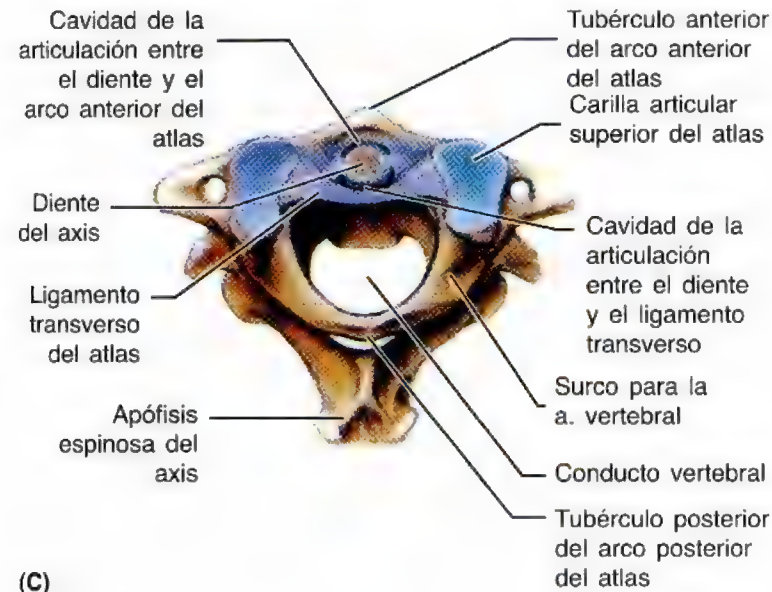 Cavidad de la
articulación entre
el diente y el
arco anterior del
atlas
Diente
del axis
Ligamento
transverso
del atlas
Apófisis
espinosa del
axis
Tubérculo anterior
del arco anterior
del atlas
Carilla articular
superior del atlas
Cavidad de la
articulación
entre el diente
y el ligamento
transverso
Surco para la
a. vertebral
Conducto vertebral
Tubérculo posterior
del arco posterior
del atlas
(C)